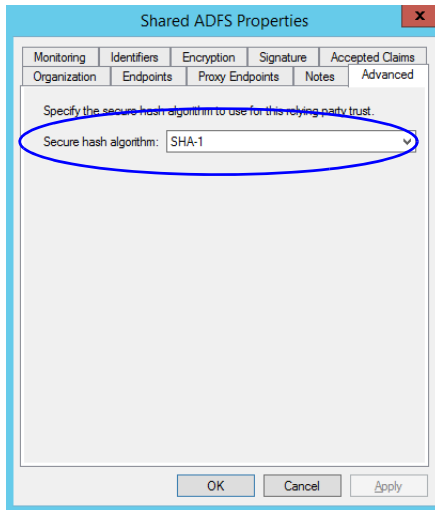 Shared ADFS Properties
x
Monitoring Identifiers Encryption Signature Accepted Claims
Organization Endpoints Proxy Endpoints Notes Advanced
Specify the secure hash algorithm to use for this relying party trust.
Secure hash algorithm: SHA-1
OK Cancel Apply